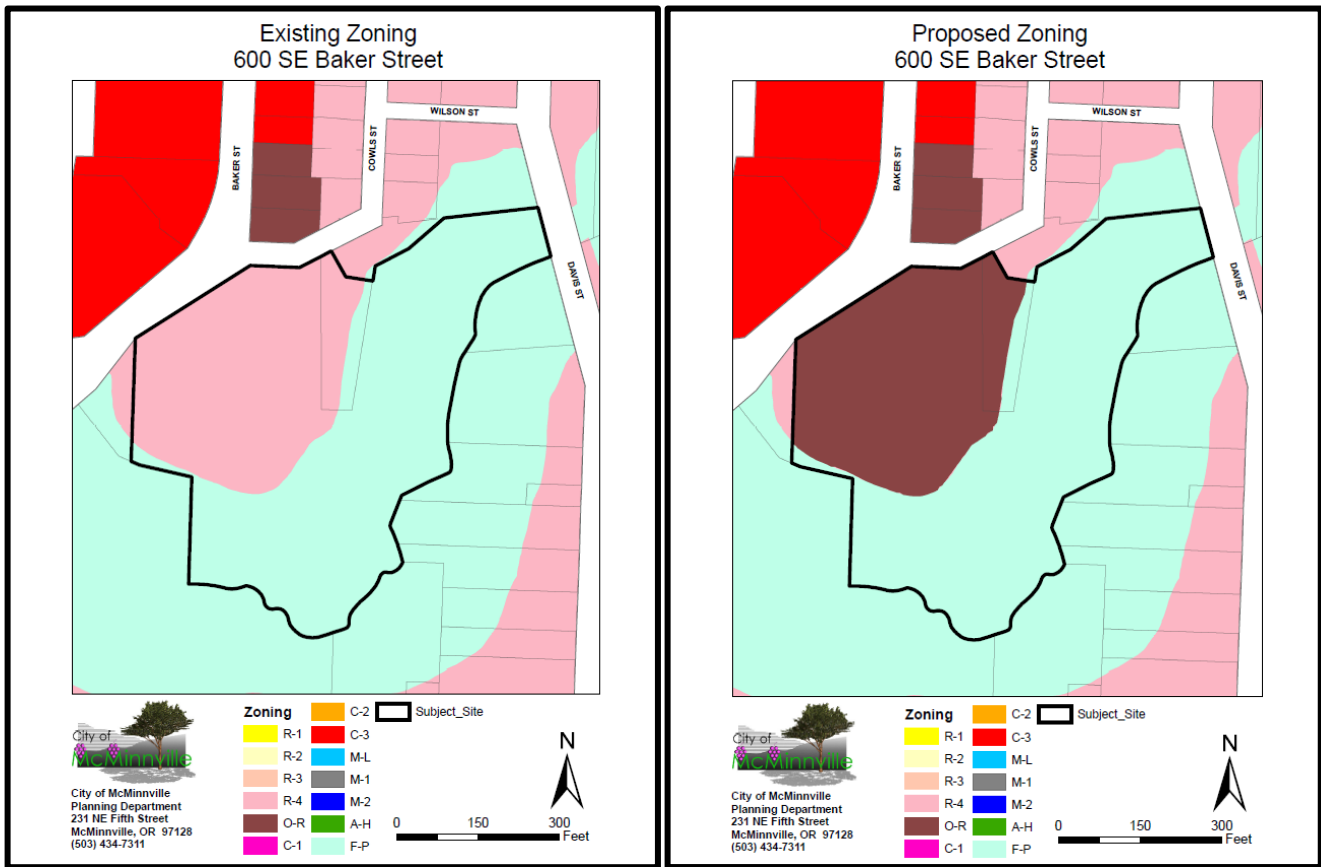 Existing Zoning
600 SE Baker Street
WILSON ST
BAKER ST
COWLS ST
DAVIS ST
City of
McMinnville
City of McMinnville
Planning Department
231 NE Fifth Street
McMinnville, OR 97128
(503) 434-7311
Zoning
R-1
R-2
R-3
R-4
O-R
C-1
C-2
C-3
M-L
M-1
M-2
A-H
F-P
Subject_Site
N
0 150 300
Feet
Proposed Zoning
600 SE Baker Street
WILSON ST
BAKER ST
COWLS ST
DAVIS ST
City of
McMinnville
City of McMinnville
Planning Department
231 NE Fifth Street
McMinnville, OR 97128
(503) 434-7311
Zoning
R-1
R-2
R-3
R-4
O-R
C-1
C-2
C-3
M-L
M-1
M-2
A-H
F-P
Subject_Site
N
0 150 300
Feet